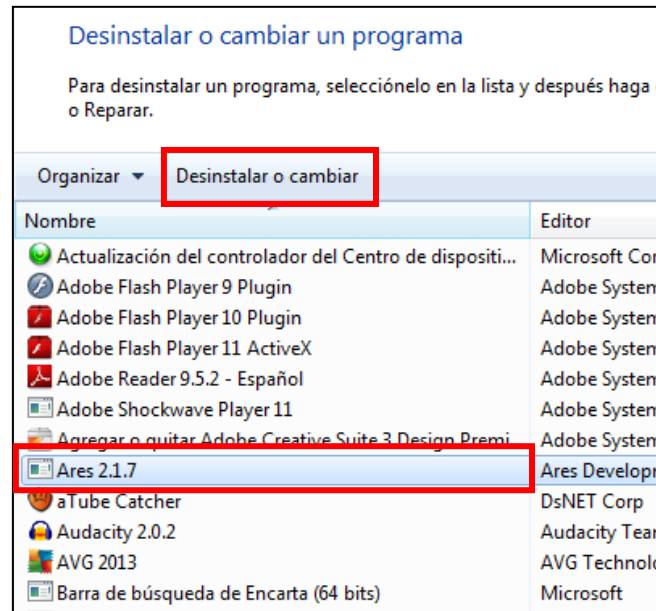 Desinstalar o cambiar un programa
Para desinstalar un programa, selecciónelo en la lista y después haga
o Reparar.
Organizar Desinstalar o cambiar
Nombre Editor
Actualización del controlador del Centro de dispositi... Microsoft Cor
Adobe Flash Player 9 Plugin Adobe System
Adobe Flash Player 10 Plugin Adobe System
Adobe Flash Player 11 ActiveX Adobe System
Adobe Reader 9.5.2 - Español Adobe System
Adobe Shockwave Player 11 Adobe System
Agregar o quitar Adobe Creative Suite 3 Design Premi... Adobe System
Ares 2.1.7 Ares Developm
aTube Catcher DsNET Corp
Audacity 2.0.2 Audacity Tear
AVG 2013 AVG Technolo
Barra de búsqueda de Encarta (64 bits) Microsoft